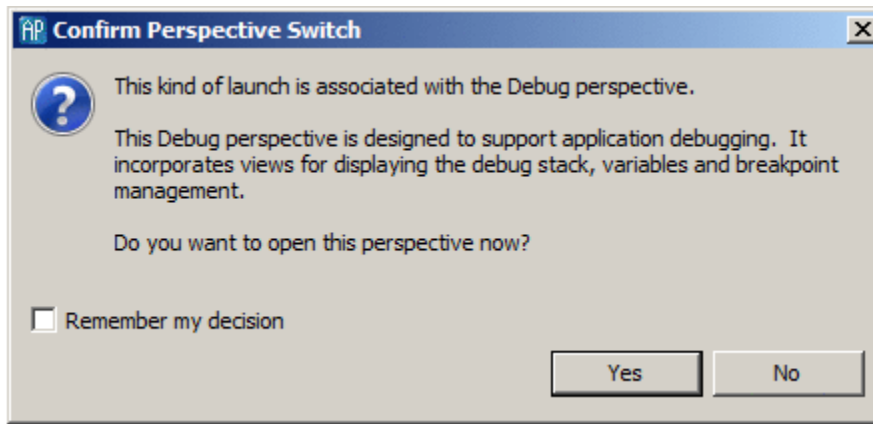 AP Confirm Perspective Switch
This kind of launch is associated with the Debug perspective.
This Debug perspective is designed to support application debugging. It
incorporates views for displaying the debug stack, variables and breakpoint
management.
Do you want to open this perspective now?
Remember my decision
Yes
No